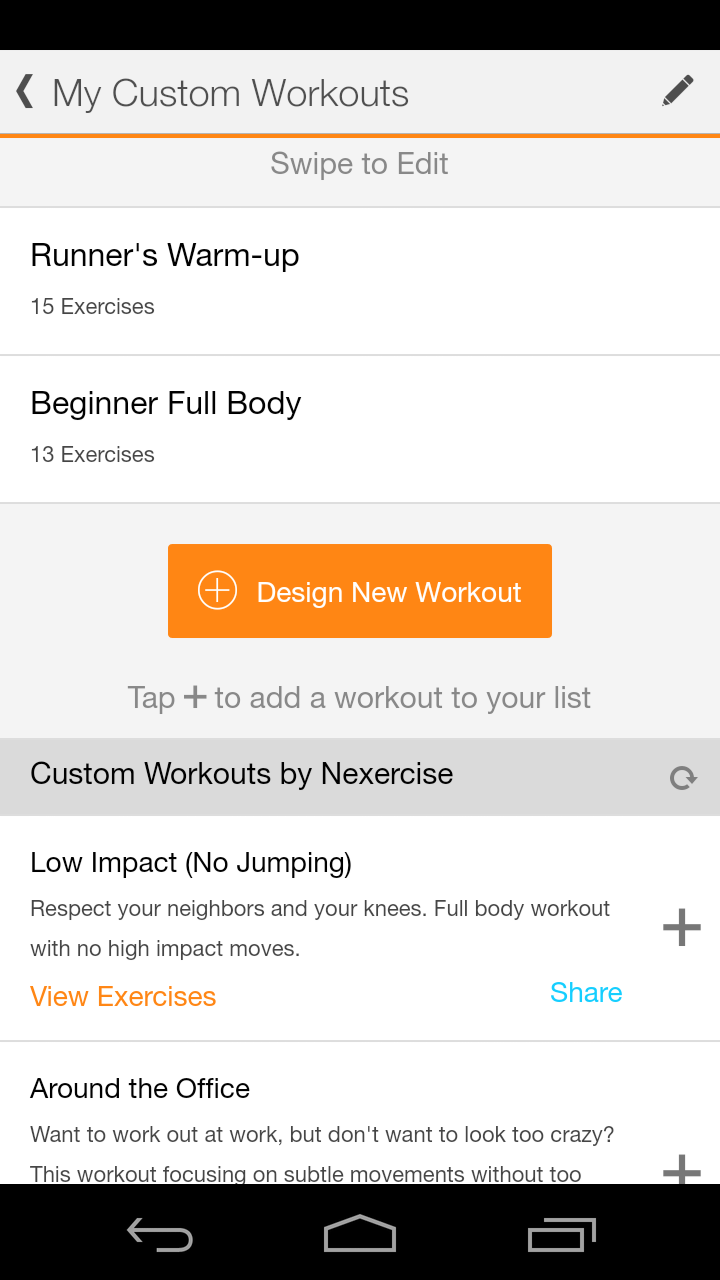 My Custom Workouts
Swipe to Edit
Runner's Warm-up
15 Exercises
Beginner Full Body
13 Exercises
Design New Workout
Tap + to add a workout to your list
Custom Workouts by Nexercise
Low Impact (No Jumping)
Respect your neighbors and your knees. Full body workout
with no high impact moves.
View Exercises
Share
Around the Office
Want to work out at work, but don't want to look too crazy?
This workout focusing on subtle movements without too